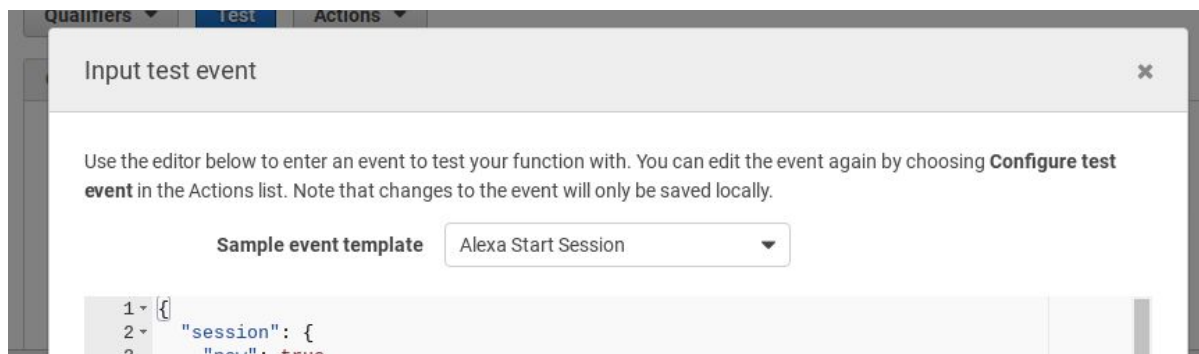 Qualifiers Test Actions
Input test event
Use the editor below to enter an event to test your function with. You can edit the event again by choosing Configure test
event in the Actions list. Note that changes to the event will only be saved locally.
Sample event template Alexa Start Session
1 {
2 "session": {
"new": true